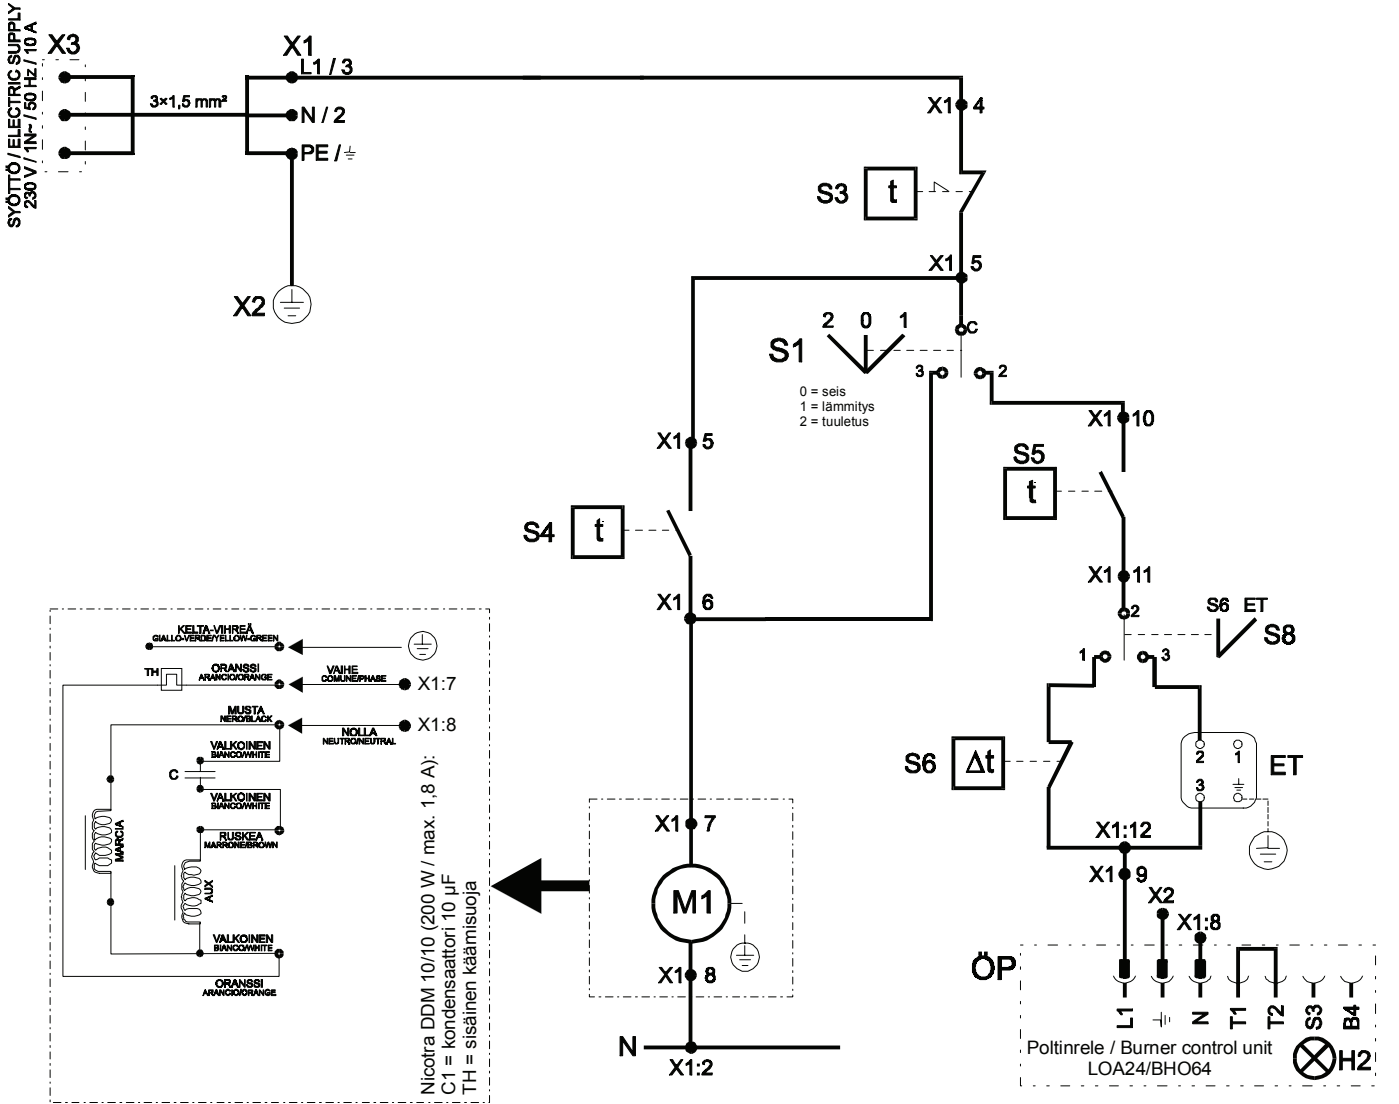 SYÖTTÖ / ELECTRIC SUPPLY
230 V / 1N~ / 50 Hz / 10 A
X3
X1
L1 / 3
3×1,5 mm²
N / 2
PE / ⏚
X2
X1 4
S3
t
X1 5
C
2 0 1
S1
3
2
0 = seis
1 = lämmitys
2 = tuuletus
X1 10
X1 5
S5
t
S4
t
X1 11
X1 6
2
S6 ET
S8
1
3
S6
Δt
2 1
3 ⏚
ET
X1:12
X1 9
X2
X1:8
X1 7
M1
X1 8
N
X1:2
ÖP
L1
⏚
N
T1
T2
S3
B4
Poltinrele / Burner control unit
LOA24/BHO64
H2
KELTA-VIHREÄ
GIALLO-VERDE/YELLOW-GREEN
TH
ORANSSI
ARANCIO/ORANGE
VAIHE
COMUNE/PHASE
X1:7
MUSTA
NERO/BLACK
NOLLA
NEUTRO/NEUTRAL
X1:8
VALKOINEN
BIANCO/WHITE
C
VALKOINEN
BIANCO/WHITE
RUSKEA
MARRONE/BROWN
MARCIA
AUX
VALKOINEN
BIANCO/WHITE
ORANSSI
ARANCIO/ORANGE
Nicotra DDM 10/10 (200 W / max. 1,8 A):
C1 = kondensaattori 10 µF
TH = sisäinen käämisuoja